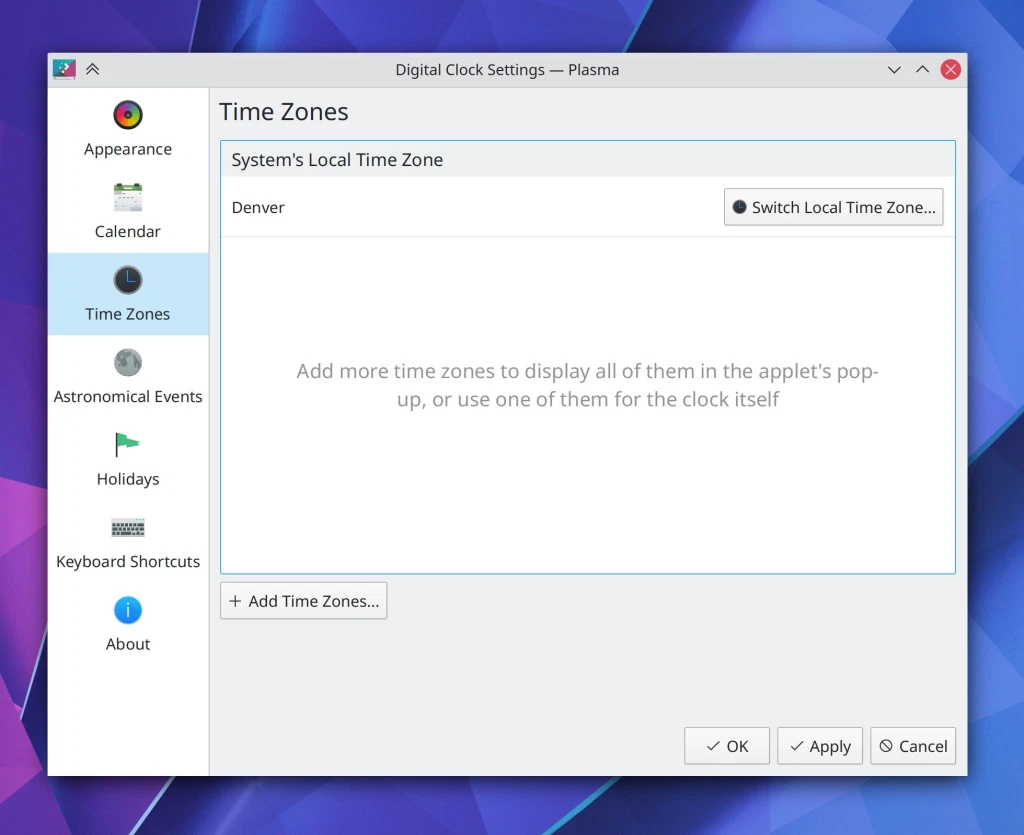 Digital Clock Settings — Plasma
Appearance
Calendar
Time Zones
Astronomical Events
Holidays
Keyboard Shortcuts
About
Time Zones
System's Local Time Zone
Denver
Switch Local Time Zone...
Add more time zones to display all of them in the applet's pop-
up, or use one of them for the clock itself
Add Time Zones...
OK
Apply
Cancel